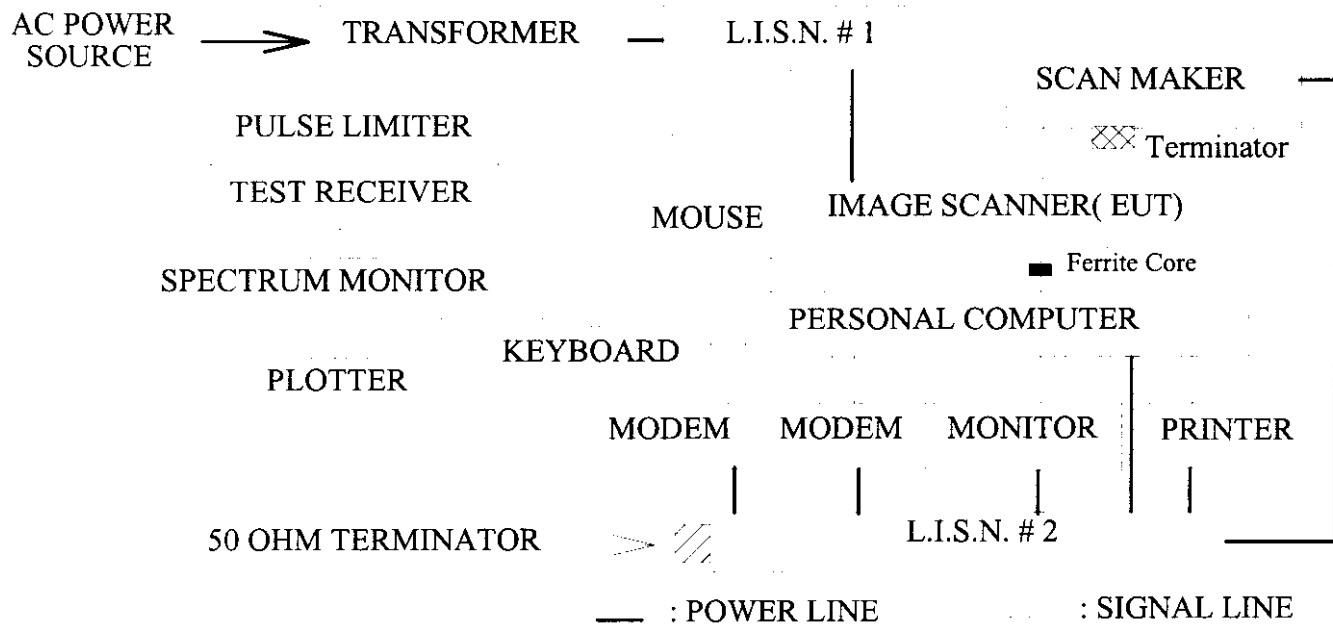 AC POWER
SOURCE
TRANSFORMER
L.I.S.N. # 1
SCAN MAKER
PULSE LIMITER
Terminator
TEST RECEIVER
MOUSE
IMAGE SCANNER( EUT)
Ferrite Core
SPECTRUM MONITOR
PERSONAL COMPUTER
KEYBOARD
PLOTTER
MODEM
MODEM
MONITOR
PRINTER
50 OHM TERMINATOR
L.I.S.N. # 2
: POWER LINE
: SIGNAL LINE